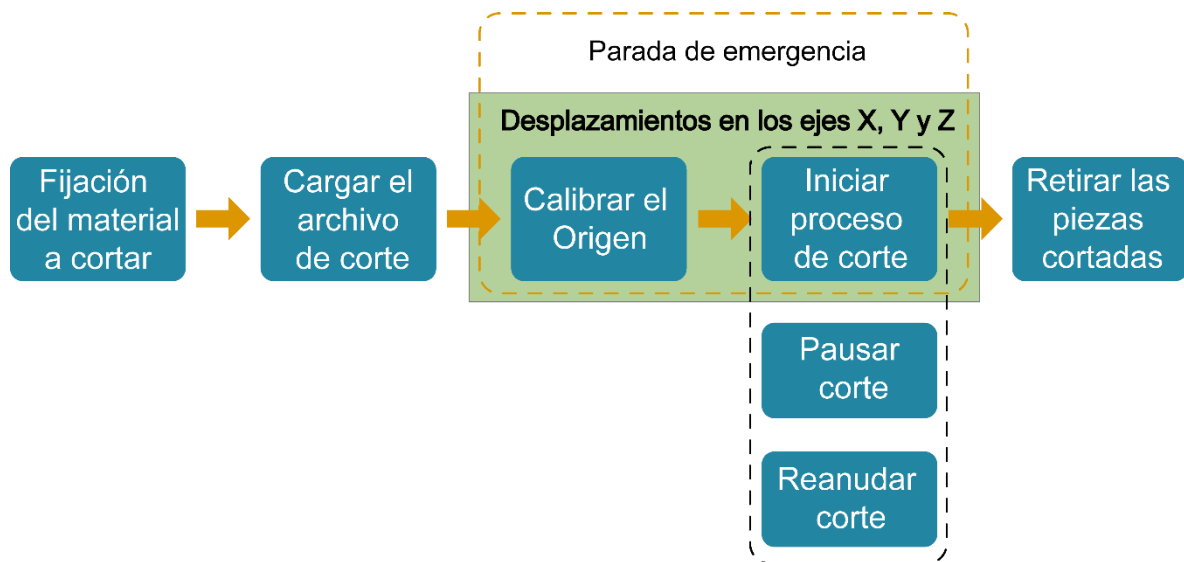 Parada de emergencia
Desplazamientos en los ejes X, Y y Z
Fijación
del material
a cortar
Cargar el
archivo
de corte
Calibrar el
Origen
Iniciar
proceso
de corte
Retirar las
piezas
cortadas
Pausar
corte
Reanudar
corte